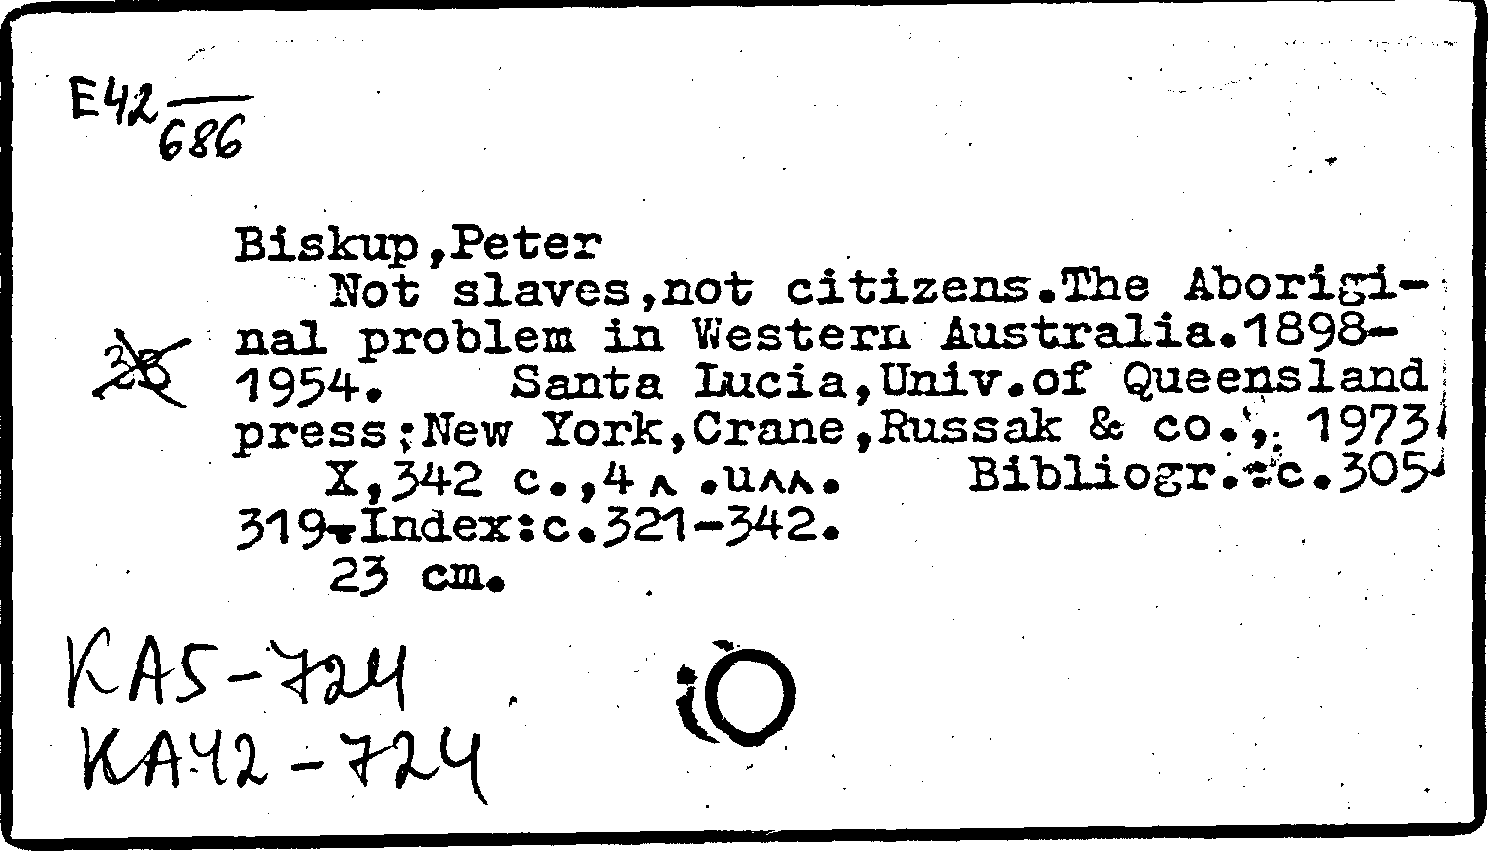 E42
686
Biskup,Peter
Not slaves,not citizens.The Aborigi-
nal problem in Western Australia.1898-
1954. Santa Lucia,Univ.of Queensland
press;New York,Crane,Russak & co., 1973.
X,342 c.,4 л.илл. Bibliogr.:c.305-
319.Index:c.321-342.
23 cm.
KA5-724
KA42-724